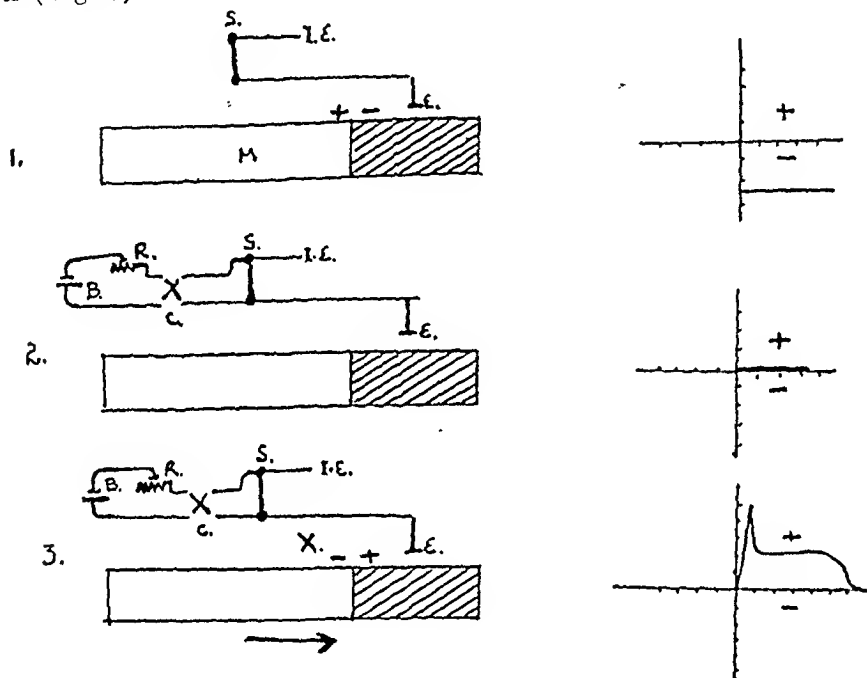 S.
I.E.
E.
+ -
1.
M
+
-
R.
S.
I.E.
B.
C.
E.
2.
+
-
R.
S.
I.E.
B.
C.
X.
- +
E.
3.
+
-